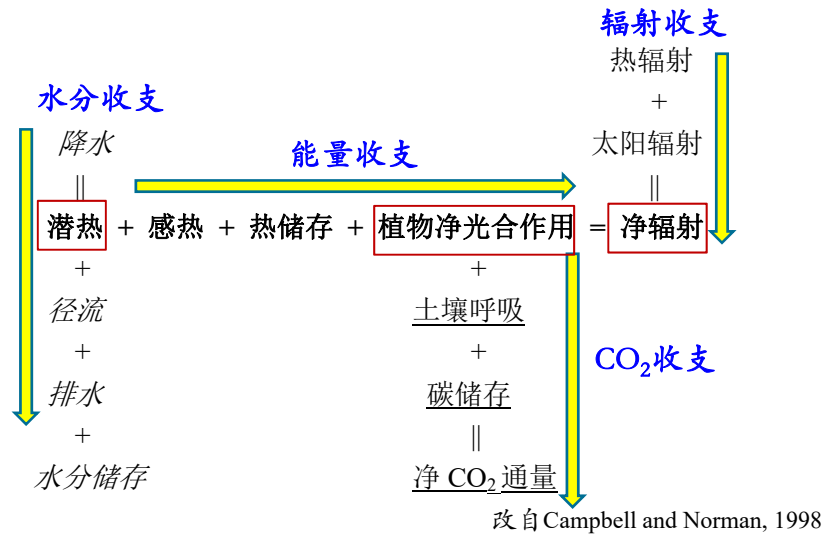 辐射收支
热辐射
+
水分收支
太阳辐射
降水
能量收支
||
||
潜热 + 感热 + 热储存 + 植物净光合作用 = 净辐射
+
+
径流
土壤呼吸
+
+
CO₂收支
排水
碳储存
+
||
水分储存
净 CO₂ 通量
改自Campbell and Norman, 1998